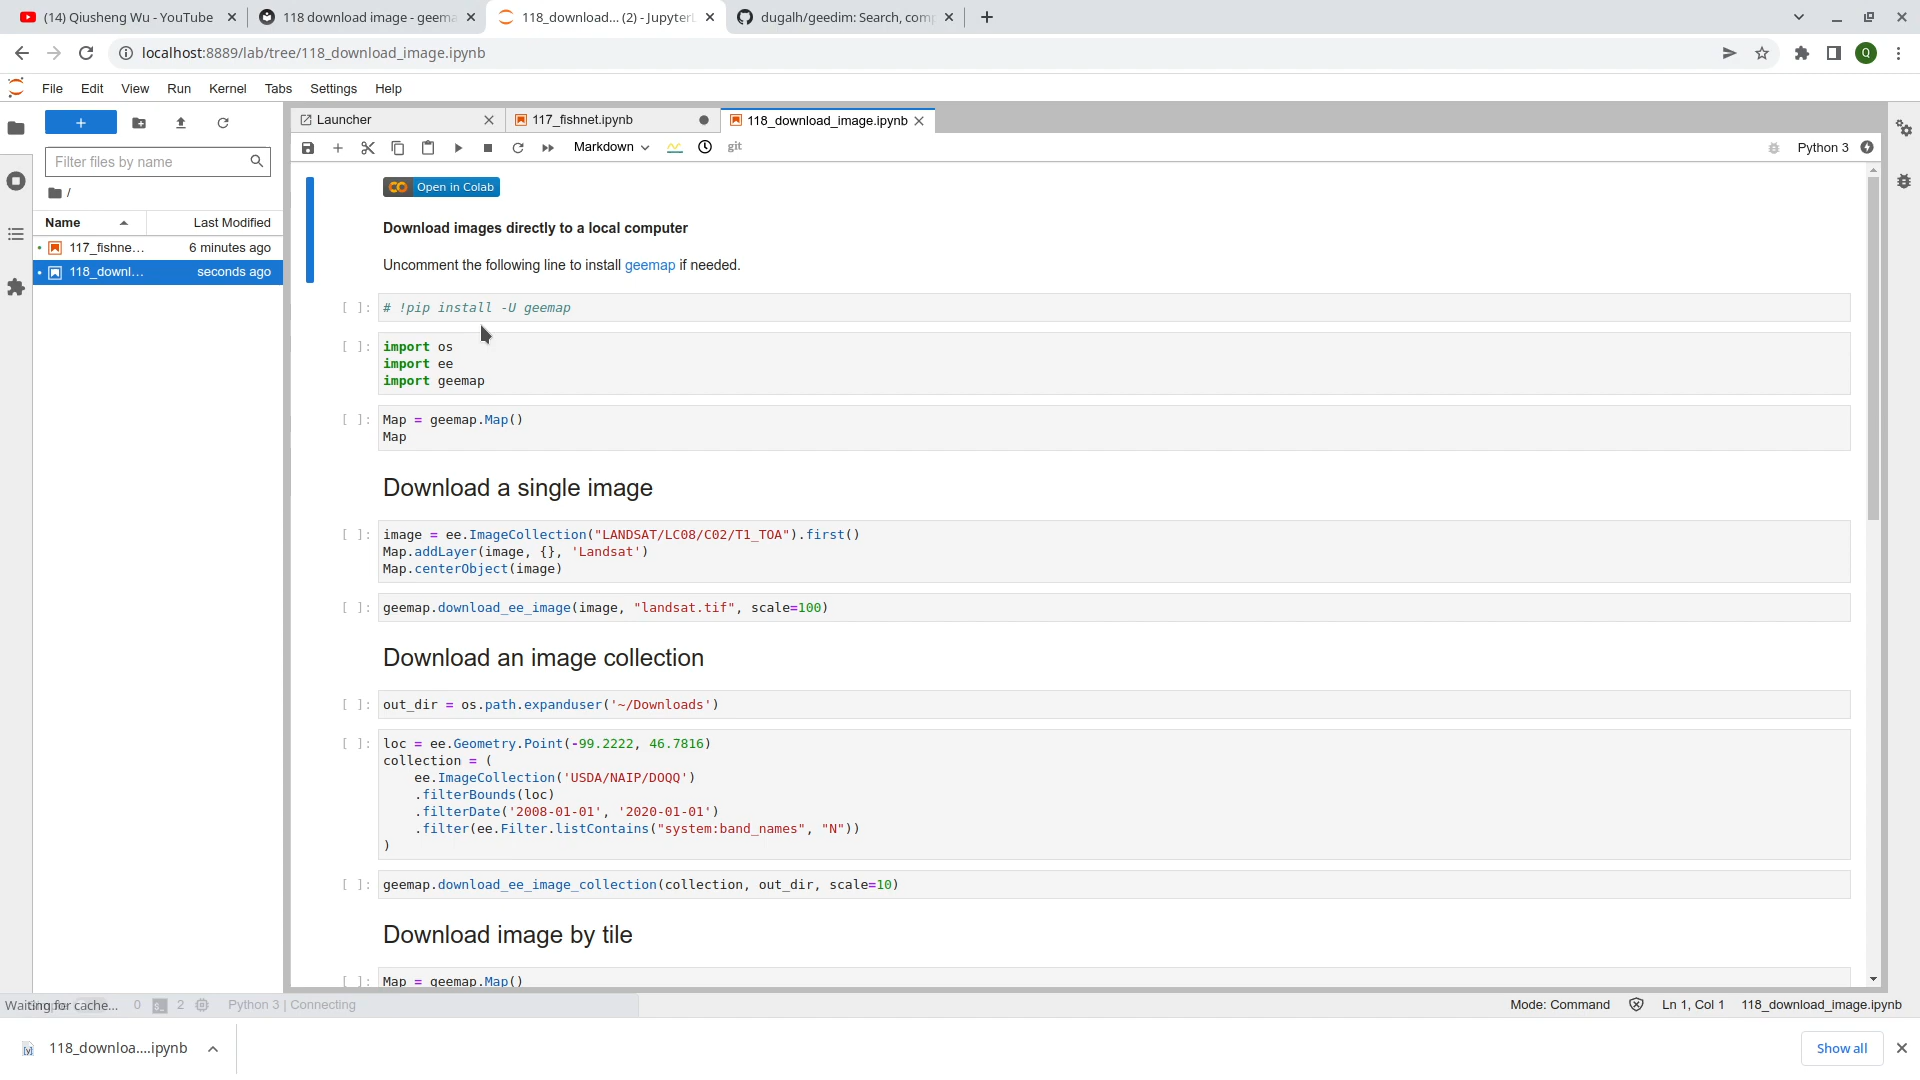 (14) Qiusheng Wu - YouTube
118 download image - geema
118_download... (2) - JupyterL
dugalh/geedim: Search, comp
localhost:8889/lab/tree/118_download_image.ipynb
Q
File Edit View Run Kernel Tabs Settings Help
Launcher
117_fishnet.ipynb
118_download_image.ipynb
Filter files by name
/
Name Last Modified
117_fishne... 6 minutes ago
118_downl... seconds ago
Markdown
git
Python 3
Open in Colab
Download images directly to a local computer
Uncomment the following line to install geemap if needed.
[ ]: # !pip install -U geemap
[ ]: import os
import ee
import geemap
[ ]: Map = geemap.Map()
Map
Download a single image
[ ]: image = ee.ImageCollection("LANDSAT/LC08/C02/T1_TOA").first()
Map.addLayer(image, {}, 'Landsat')
Map.centerObject(image)
[ ]: geemap.download_ee_image(image, "landsat.tif", scale=100)
Download an image collection
[ ]: out_dir = os.path.expanduser('~/Downloads')
[ ]: loc = ee.Geometry.Point(-99.2222, 46.7816)
collection = (
ee.ImageCollection('USDA/NAIP/DOQQ')
.filterBounds(loc)
.filterDate('2008-01-01', '2020-01-01')
.filter(ee.Filter.listContains("system:band_names", "N"))
)
[ ]: geemap.download_ee_image_collection(collection, out_dir, scale=10)
Download image by tile
[ ]: Map = geemap.Map()
Waiting for cache... 0 2 Python 3 | Connecting
Mode: Command Ln 1, Col 1 118_download_image.ipynb
118_downloa....ipynb
Show all